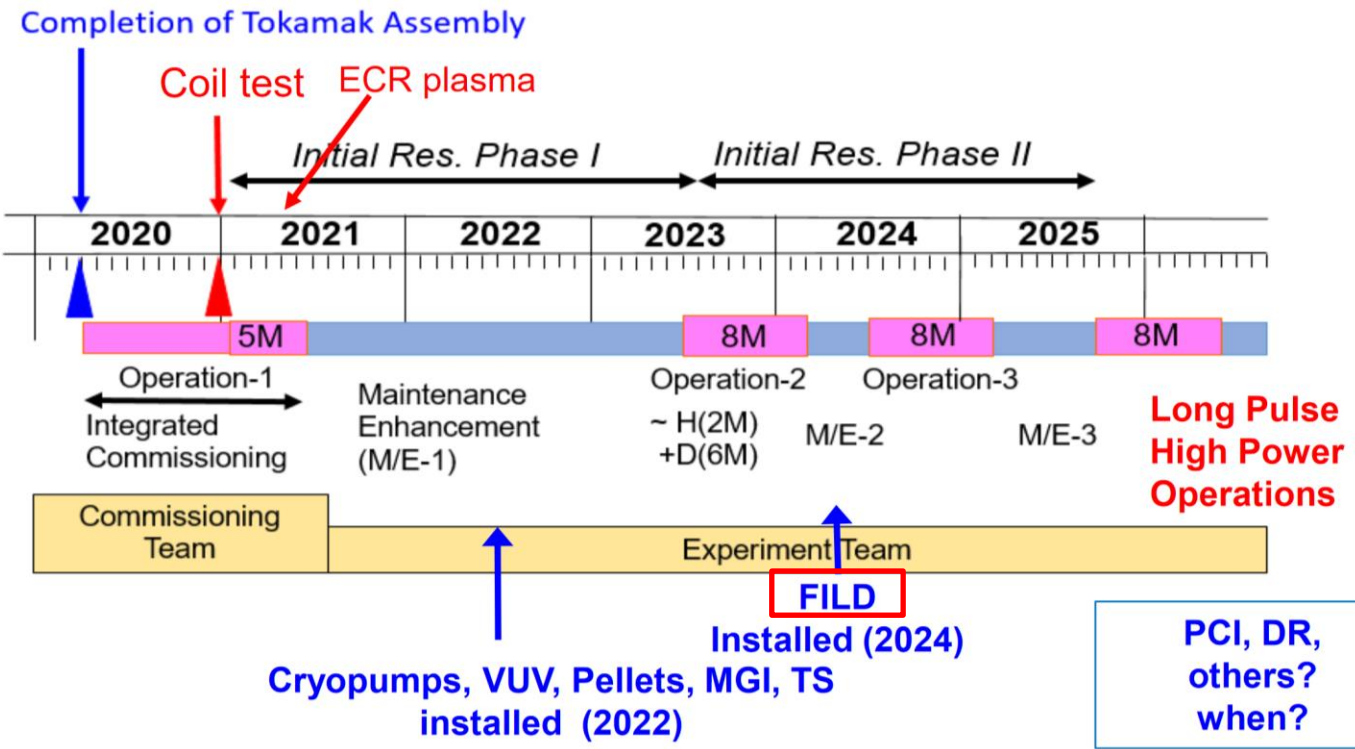 Completion of Tokamak Assembly
Coil test
ECR plasma
Initial Res. Phase I
Initial Res. Phase II
2020
2021
2022
2023
2024
2025
5M
8M
8M
8M
Operation-1
Integrated
Commissioning
Maintenance
Enhancement
(M/E-1)
Operation-2
~ H(2M)
+D(6M)
Operation-3
M/E-2
M/E-3
Long Pulse
High Power
Operations
Commissioning
Team
Experiment Team
FILD
Installed (2024)
Cryopumps, VUV, Pellets, MGI, TS
installed (2022)
PCI, DR,
others?
when?